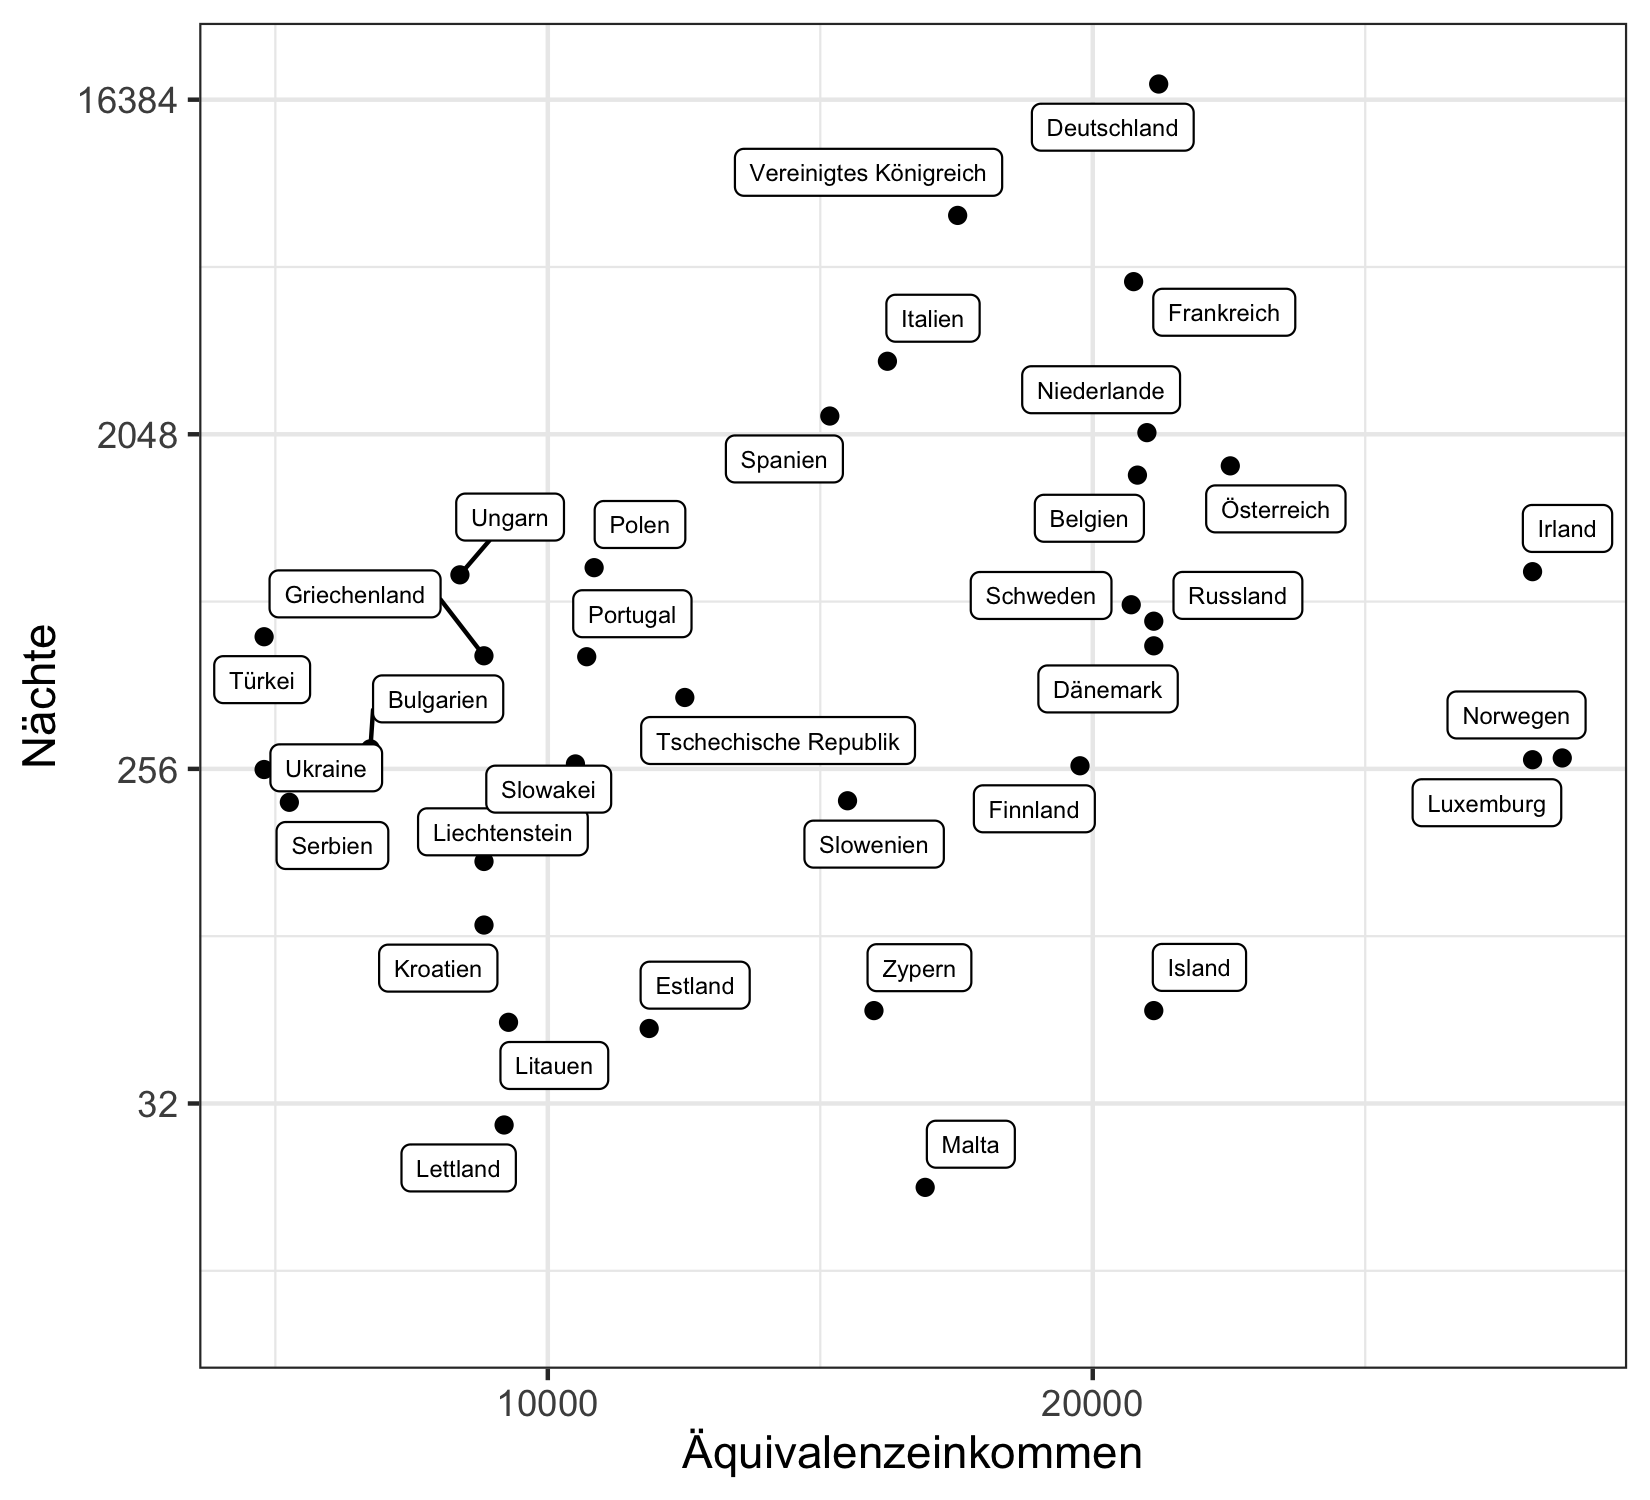 16384
Deutschland
Vereinigtes Königreich
Frankreich
Italien
Niederlande
2048
Spanien
Österreich
Belgien
Ungarn
Polen
Irland
Griechenland
Schweden
Russland
Portugal
Türkei
Dänemark
Bulgarien
Norwegen
Tschechische Republik
256
Ukraine
Slowakei
Luxemburg
Finnland
Liechtenstein
Serbien
Slowenien
Kroatien
Zypern
Island
Estland
Litauen
32
Malta
Lettland
Nächte
10000
20000
Äquivalenzeinkommen